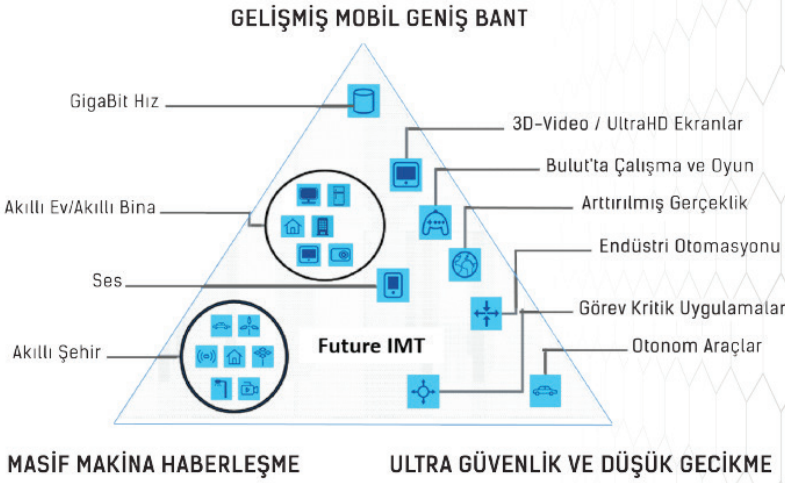 GELİŞMİŞ MOBİL GENİŞ BANT
GigaBit Hız
3D-Video / UltraHD Ekranlar
Bulut'ta Çalışma ve Oyun
Akıllı Ev/Akıllı Bina
Arttırılmış Gerçeklik
Endüstri Otomasyonu
Ses
Görev Kritik Uygulamalar
Future IMT
Akıllı Şehir
Otonom Araçlar
MASİF MAKİNA HABERLEŞME
ULTRA GÜVENLİK VE DÜŞÜK GECİKME